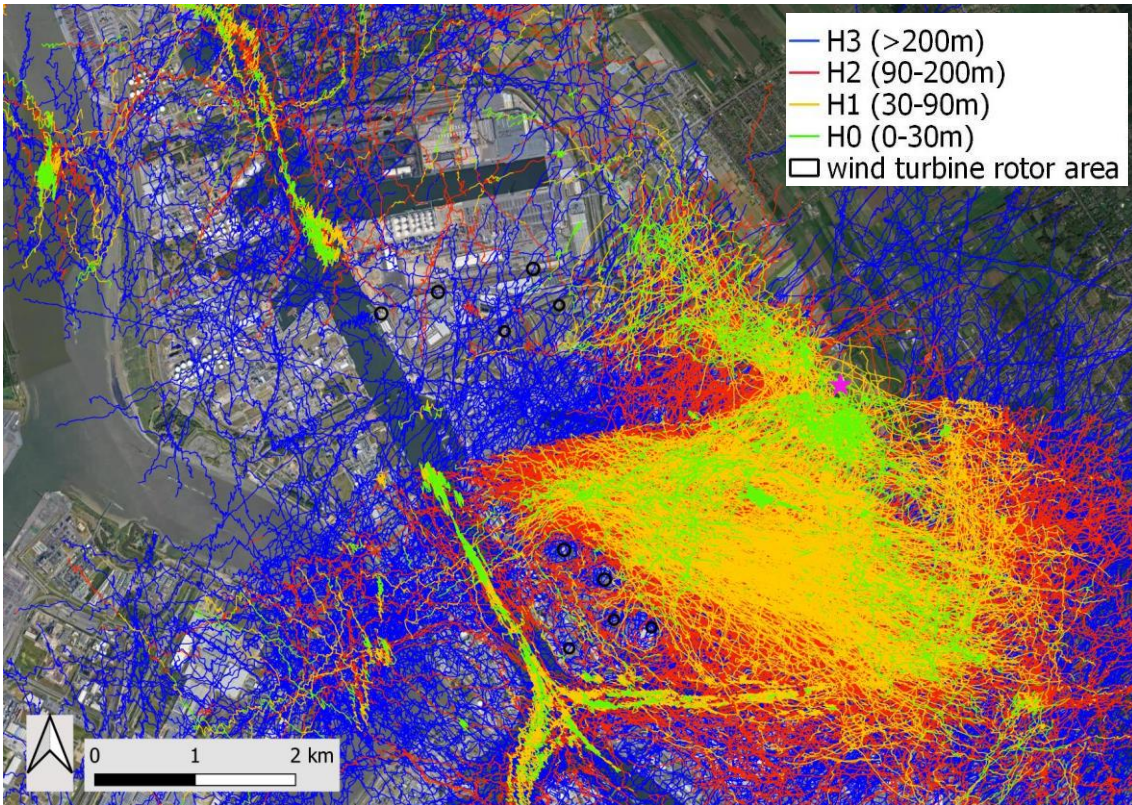 H3 (>200m)
H2 (90-200m)
H1 (30-90m)
H0 (0-30m)
wind turbine rotor area
0 1 2 km